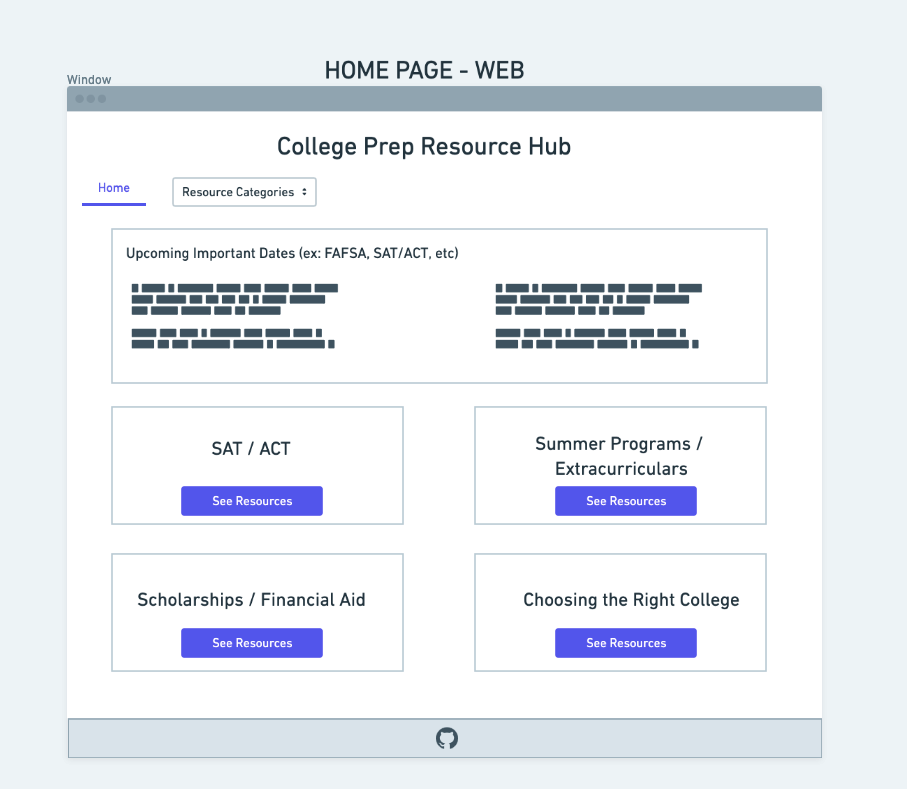 HOME PAGE - WEB
Window
College Prep Resource Hub
Home
Resource Categories
Upcoming Important Dates (ex: FAFSA, SAT/ACT, etc)
SAT / ACT
See Resources
Summer Programs /
Extracurriculars
See Resources
Scholarships / Financial Aid
See Resources
Choosing the Right College
See Resources